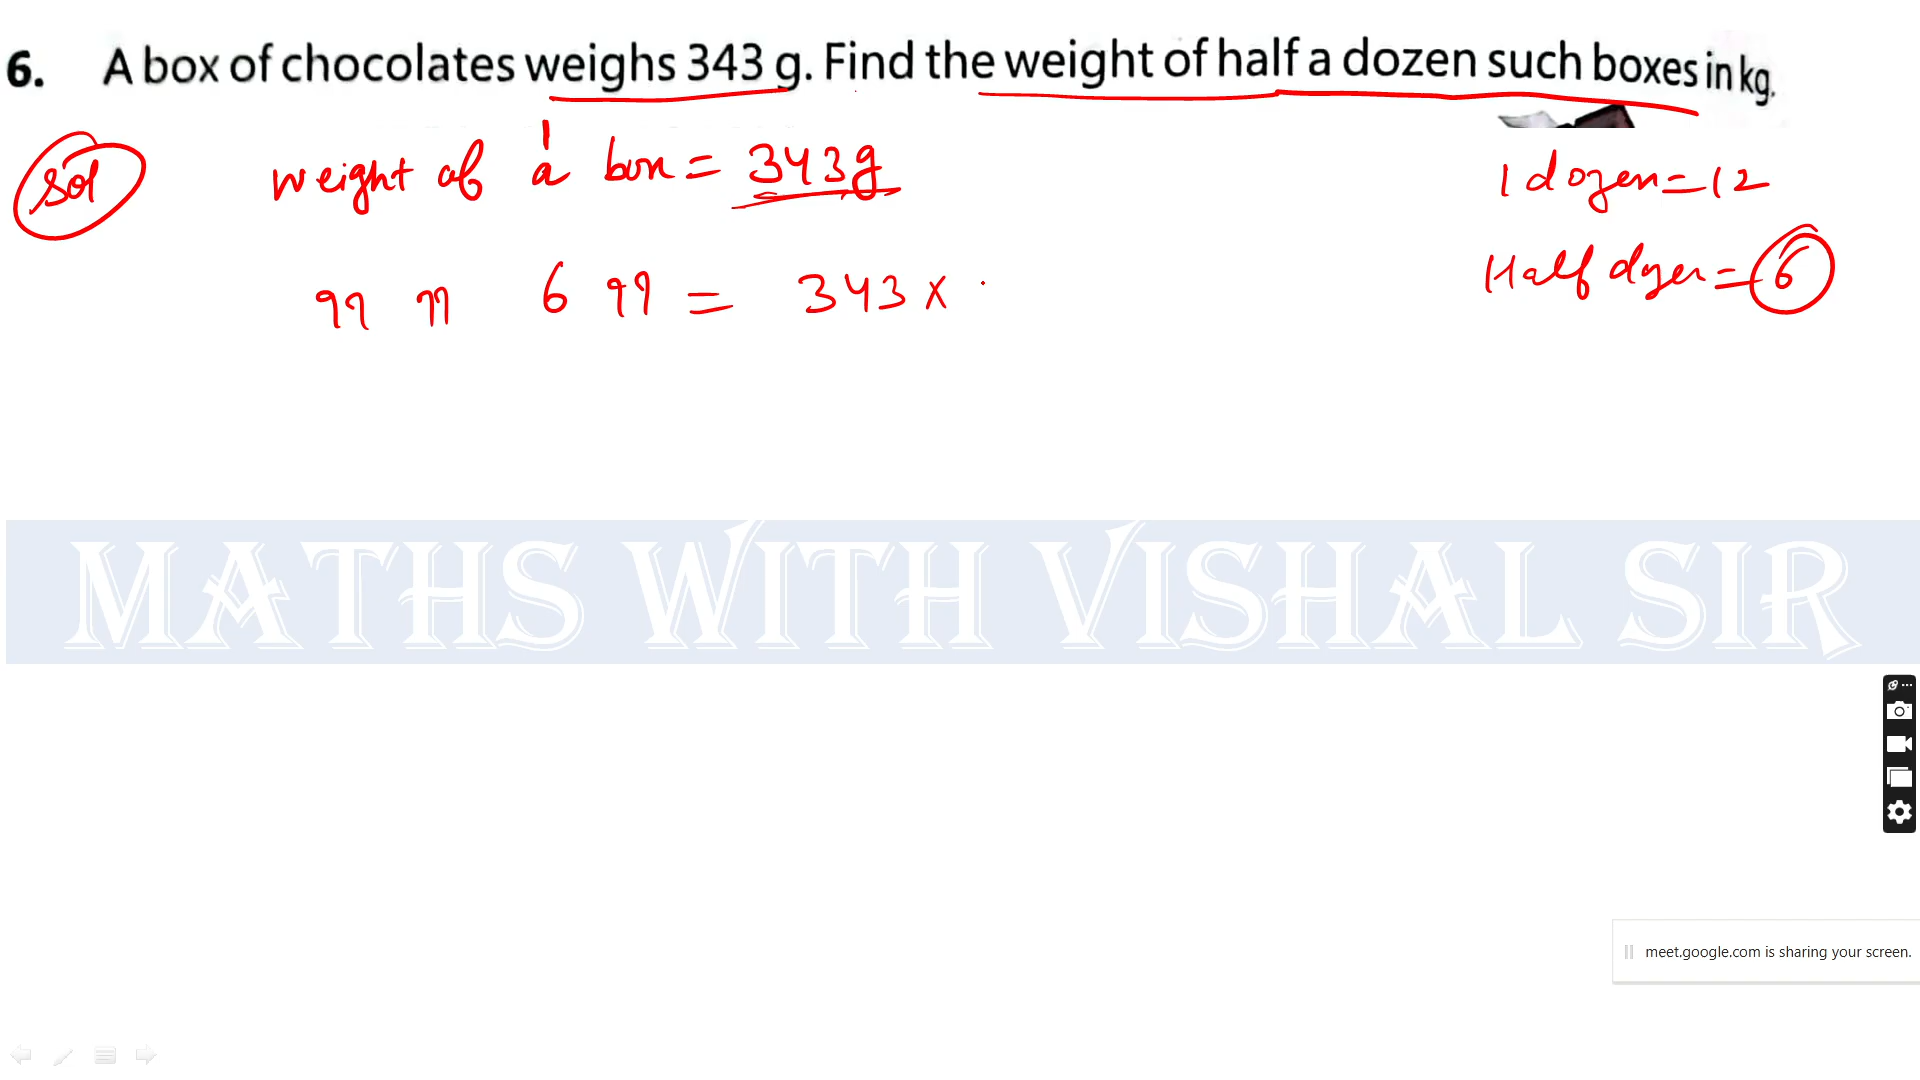 6. A box of chocolates weighs 343 g. Find the weight of half a dozen such boxes in kg.
Sol
weight of a box = 343g
1
1 dozen = 12
Half dozen = 6
" " 6 " = 343 x
MATHS WITH VISHAL SIR
meet.google.com is sharing your screen.